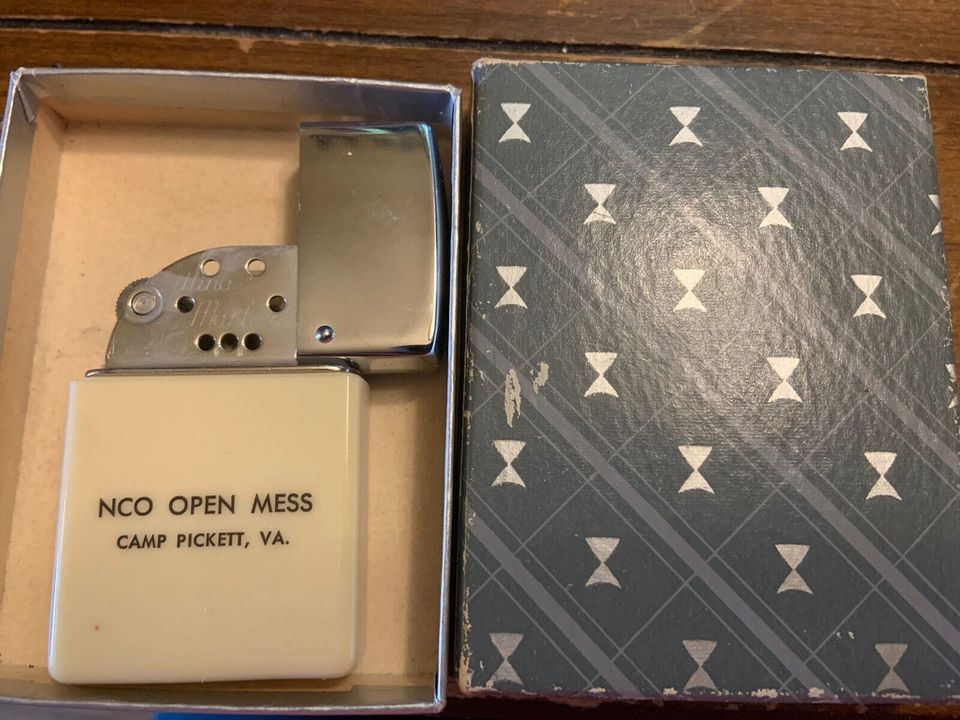 NCO OPEN MESS
CAMP PICKETT, VA.